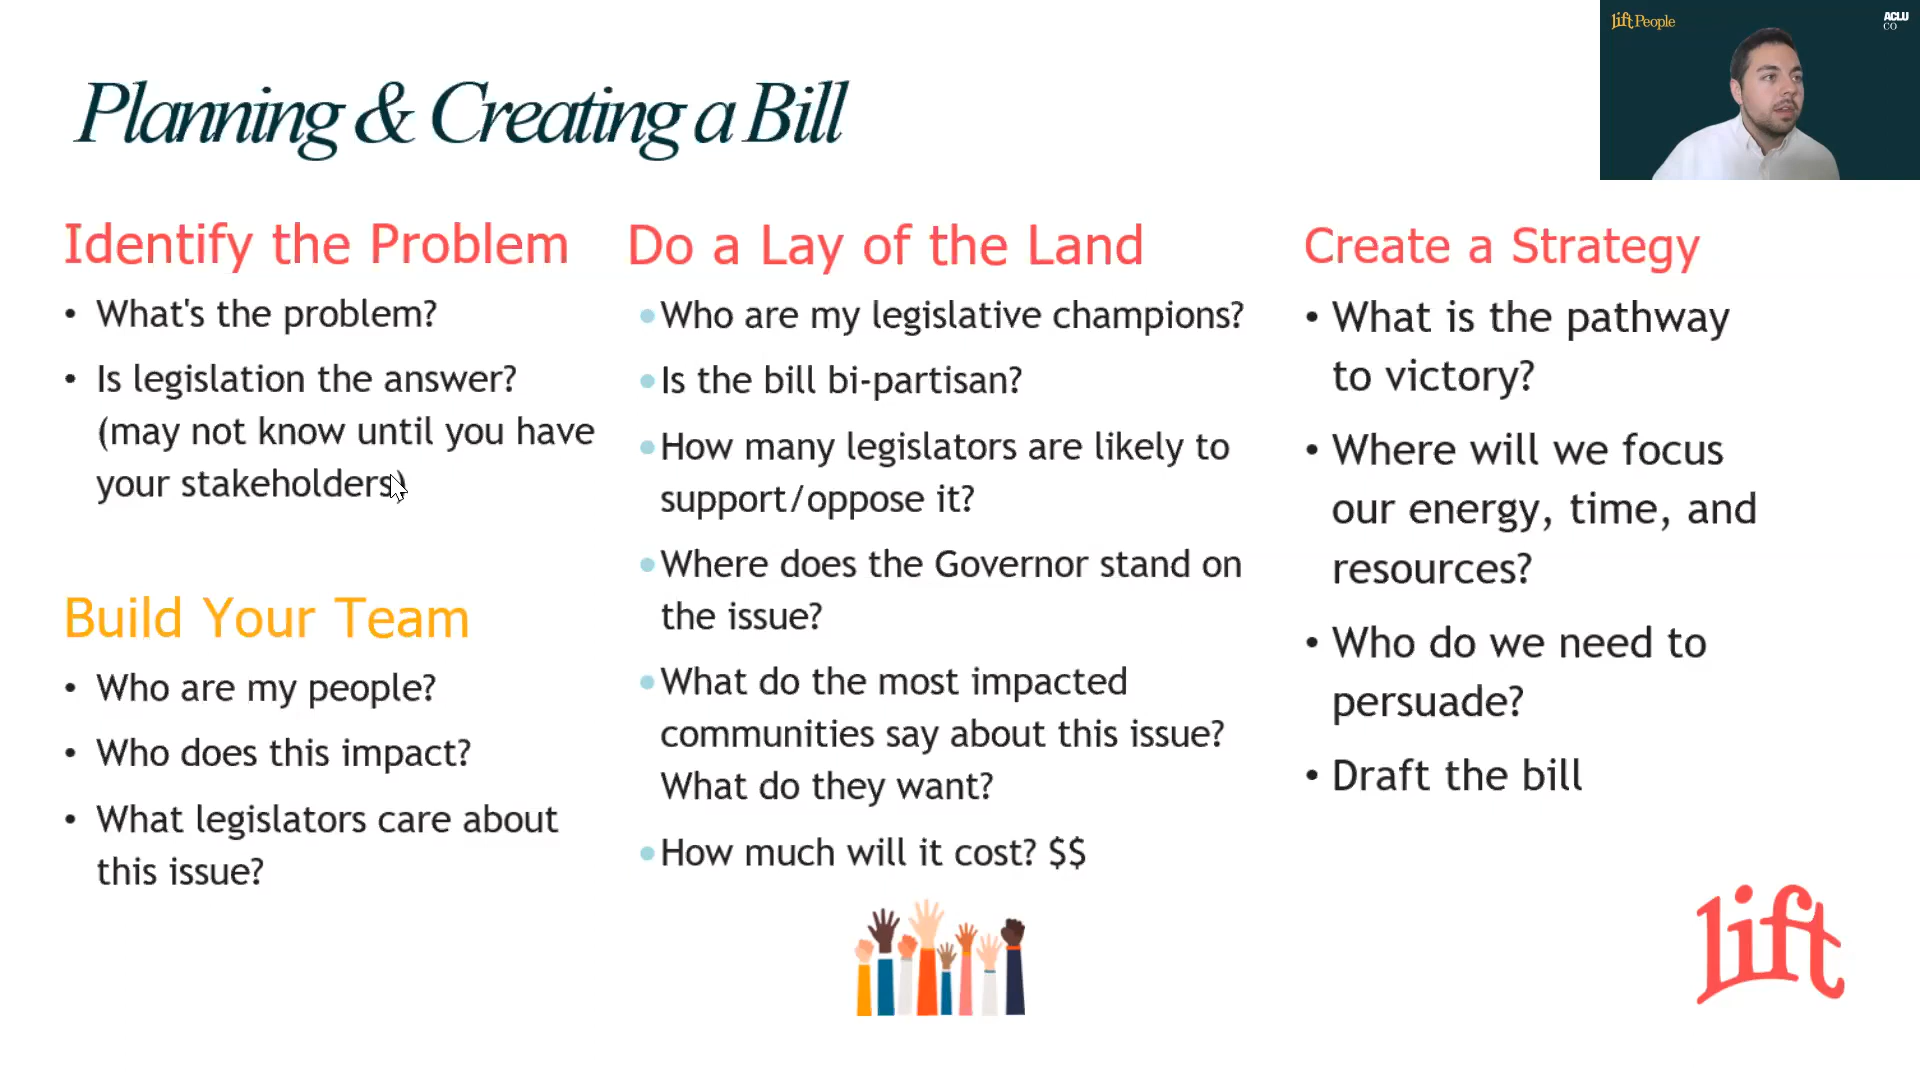 lift People
ACLU
CO
Planning & Creating a Bill
Identify the Problem
• What's the problem?
• Is legislation the answer?
(may not know until you have
your stakeholders)
Build Your Team
• Who are my people?
• Who does this impact?
• What legislators care about
this issue?
Do a Lay of the Land
• Who are my legislative champions?
• Is the bill bi-partisan?
• How many legislators are likely to
support/oppose it?
• Where does the Governor stand on
the issue?
• What do the most impacted
communities say about this issue?
What do they want?
• How much will it cost? $$
Create a Strategy
• What is the pathway
to victory?
• Where will we focus
our energy, time, and
resources?
• Who do we need to
persuade?
• Draft the bill
lift